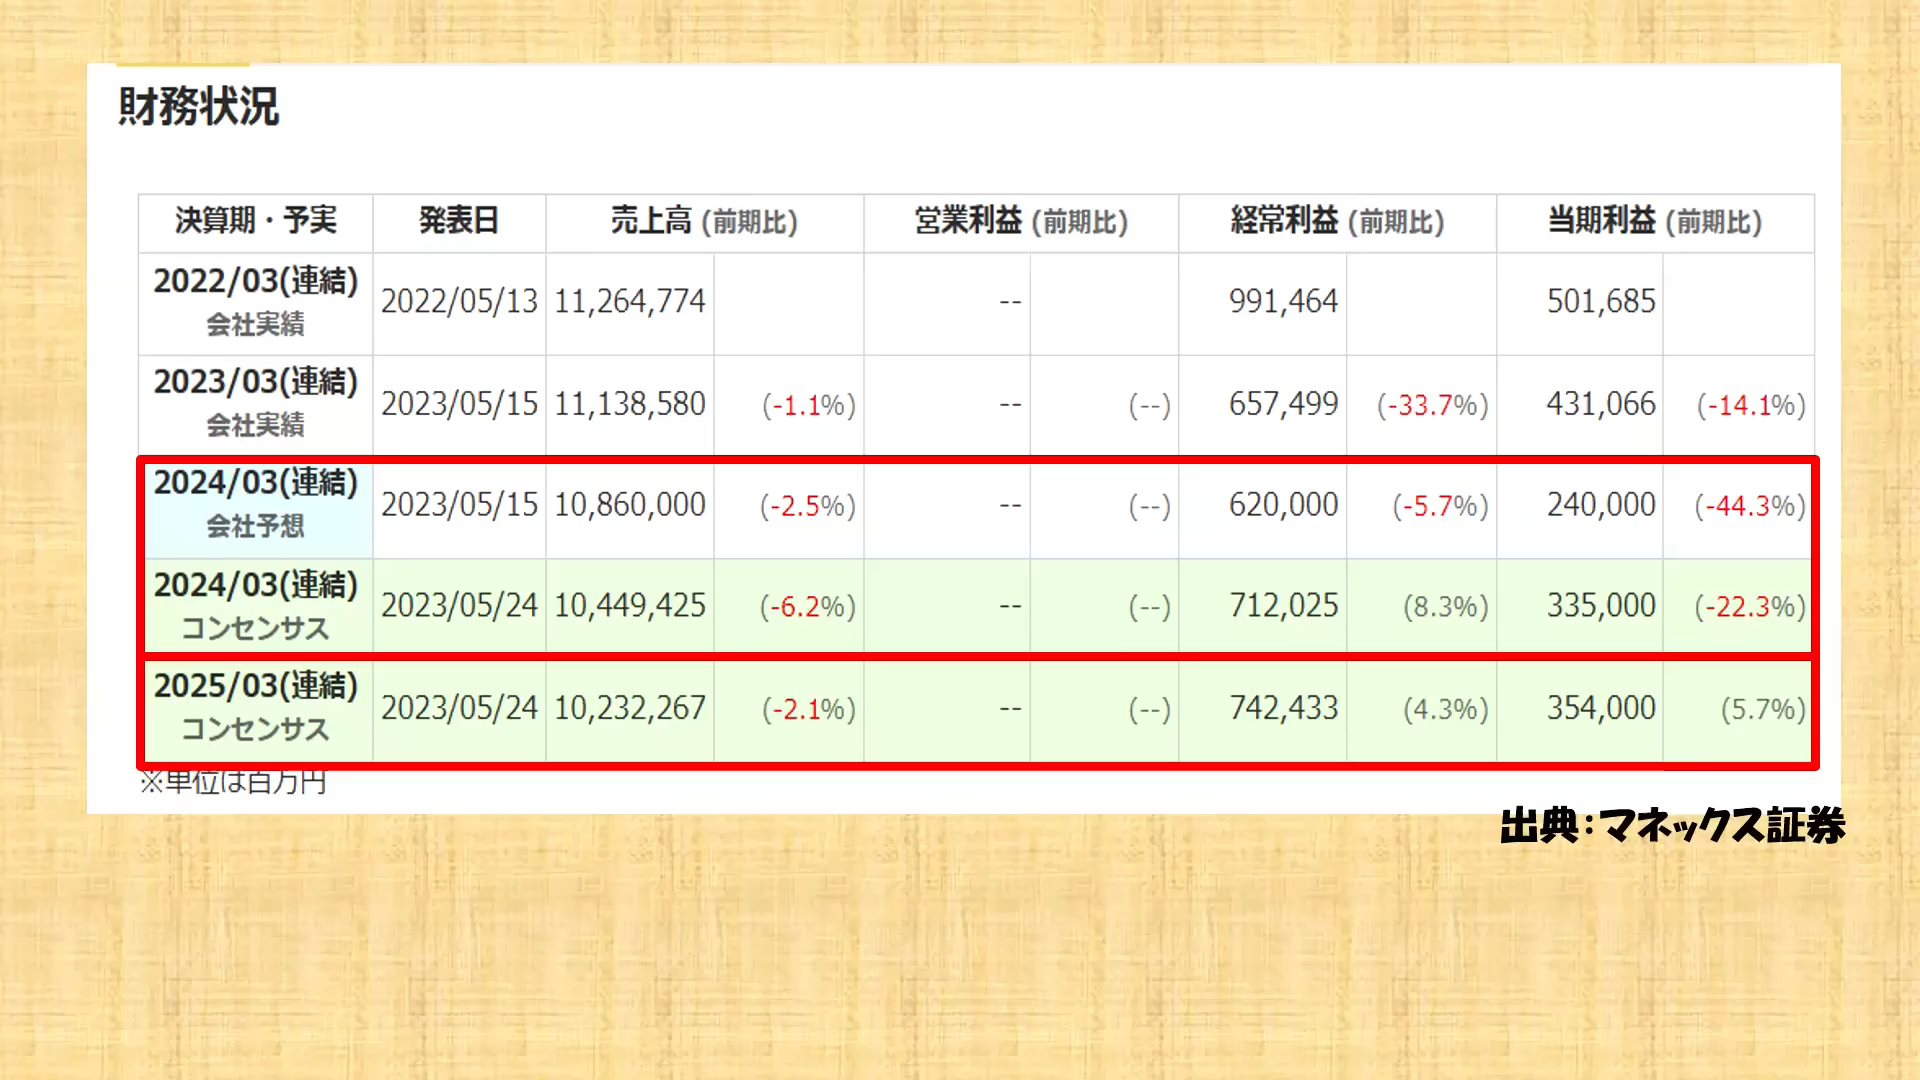 財務状況
決算期・予実 発表日 売上高 (前期比) 営業利益 (前期比) 経常利益 (前期比) 当期利益 (前期比)
2022/03(連結) 会社実績 2022/05/13 11,264,774 -- 991,464 501,685
2023/03(連結) 会社実績 2023/05/15 11,138,580 (-1.1%) -- (--) 657,499 (-33.7%) 431,066 (-14.1%)
2024/03(連結) 会社予想 2023/05/15 10,860,000 (-2.5%) -- (--) 620,000 (-5.7%) 240,000 (-44.3%)
2024/03(連結) コンセンサス 2023/05/24 10,449,425 (-6.2%) -- (--) 712,025 (8.3%) 335,000 (-22.3%)
2025/03(連結) コンセンサス 2023/05/24 10,232,267 (-2.1%) -- (--) 742,433 (4.3%) 354,000 (5.7%)
※単位は百万円
出典:マネックス証券